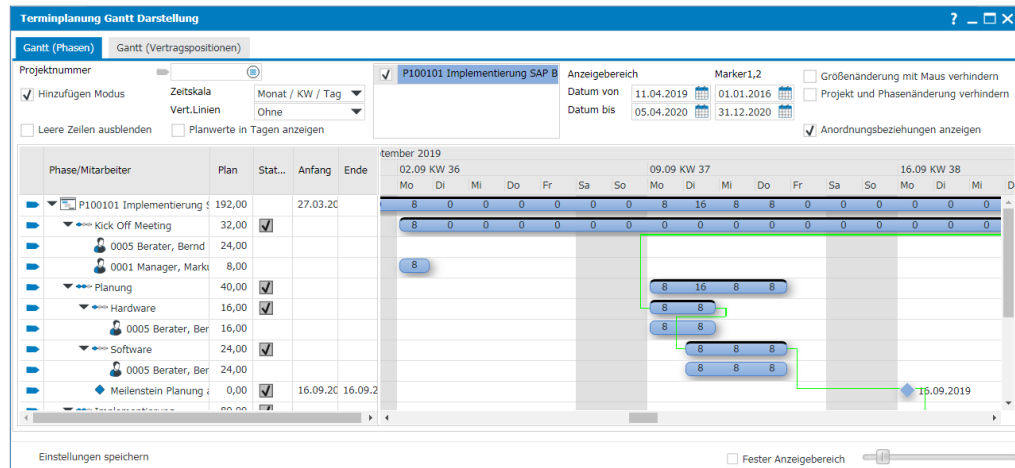 Terminplanung Gantt Darstellung ?
Gantt (Phasen) Gantt (Vertragspositionen)
Projektnummer P100101 Implementierung SAP B Anzeigebereich Marker1,2 Größenänderung mit Maus verhindern
Hinzufügen Modus Zeitskala Monat / KW / Tag Datum von 11.04.2019 01.01.2016 Projekt und Phasenänderung verhindern
Vert.Linien Ohne Datum bis 05.04.2020 31.12.2020
Leere Zeilen ausblenden Planwerte in Tagen anzeigen Anordnungsbeziehungen anzeigen
tember 2019
Phase/Mitarbeiter Plan Stat... Anfang Ende 02.09 KW 36 09.09 KW 37 16.09 KW 38
Mo Di Mi Do Fr Sa So Mo Di Mi Do Fr Sa So Mo Di Mi D
P100101 Implementierung S 192,00 27.03.20 8 0 0 0 0 0 0 8 16 8 8 0 0 0 0 0 0
Kick Off Meeting 32,00 8 0 0 0 0 0 0 0 0 0 0 0 0 0 0 0 0
0005 Berater, Bernd 24,00
0001 Manager, Marku 8,00 8
Planung 40,00 8 16 8 8
Hardware 16,00 8 8
0005 Berater, Ber 16,00 8 8
Software 24,00 8 8 8
0005 Berater, Ber 24,00 8 8 8
Meilenstein Planung 0,00 16.09.20 16.09.2 16.09.2019
Einstellungen speichern Fester Anzeigebereich